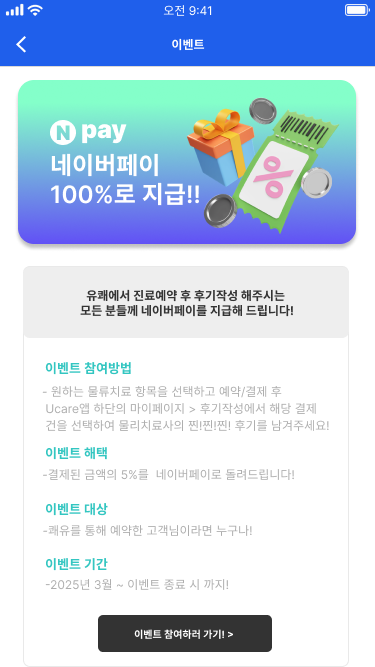 오전 9:41
이벤트
N pay
네이버페이
100%로 지급!!
유쾌에서 진료예약 후 후기작성 해주시는
모든 분들께 네이버페이를 지급해 드립니다!
이벤트 참여방법
- 원하는 물류치료 항목을 선택하고 예약/결제 후
Ucare앱 하단의 마이페이지 > 후기작성에서 해당 결제
건을 선택하여 물리치료사의 찐!찐!찐! 후기를 남겨주세요!
이벤트 해택
-결제된 금액의 5%를  네이버페이로 돌려드립니다!
이벤트 대상
-쾌유를 통해 예약한 고객님이라면 누구나!
이벤트 기간
-2025년 3월 ~ 이벤트 종료 시 까지!
이벤트 참여하러 가기! >